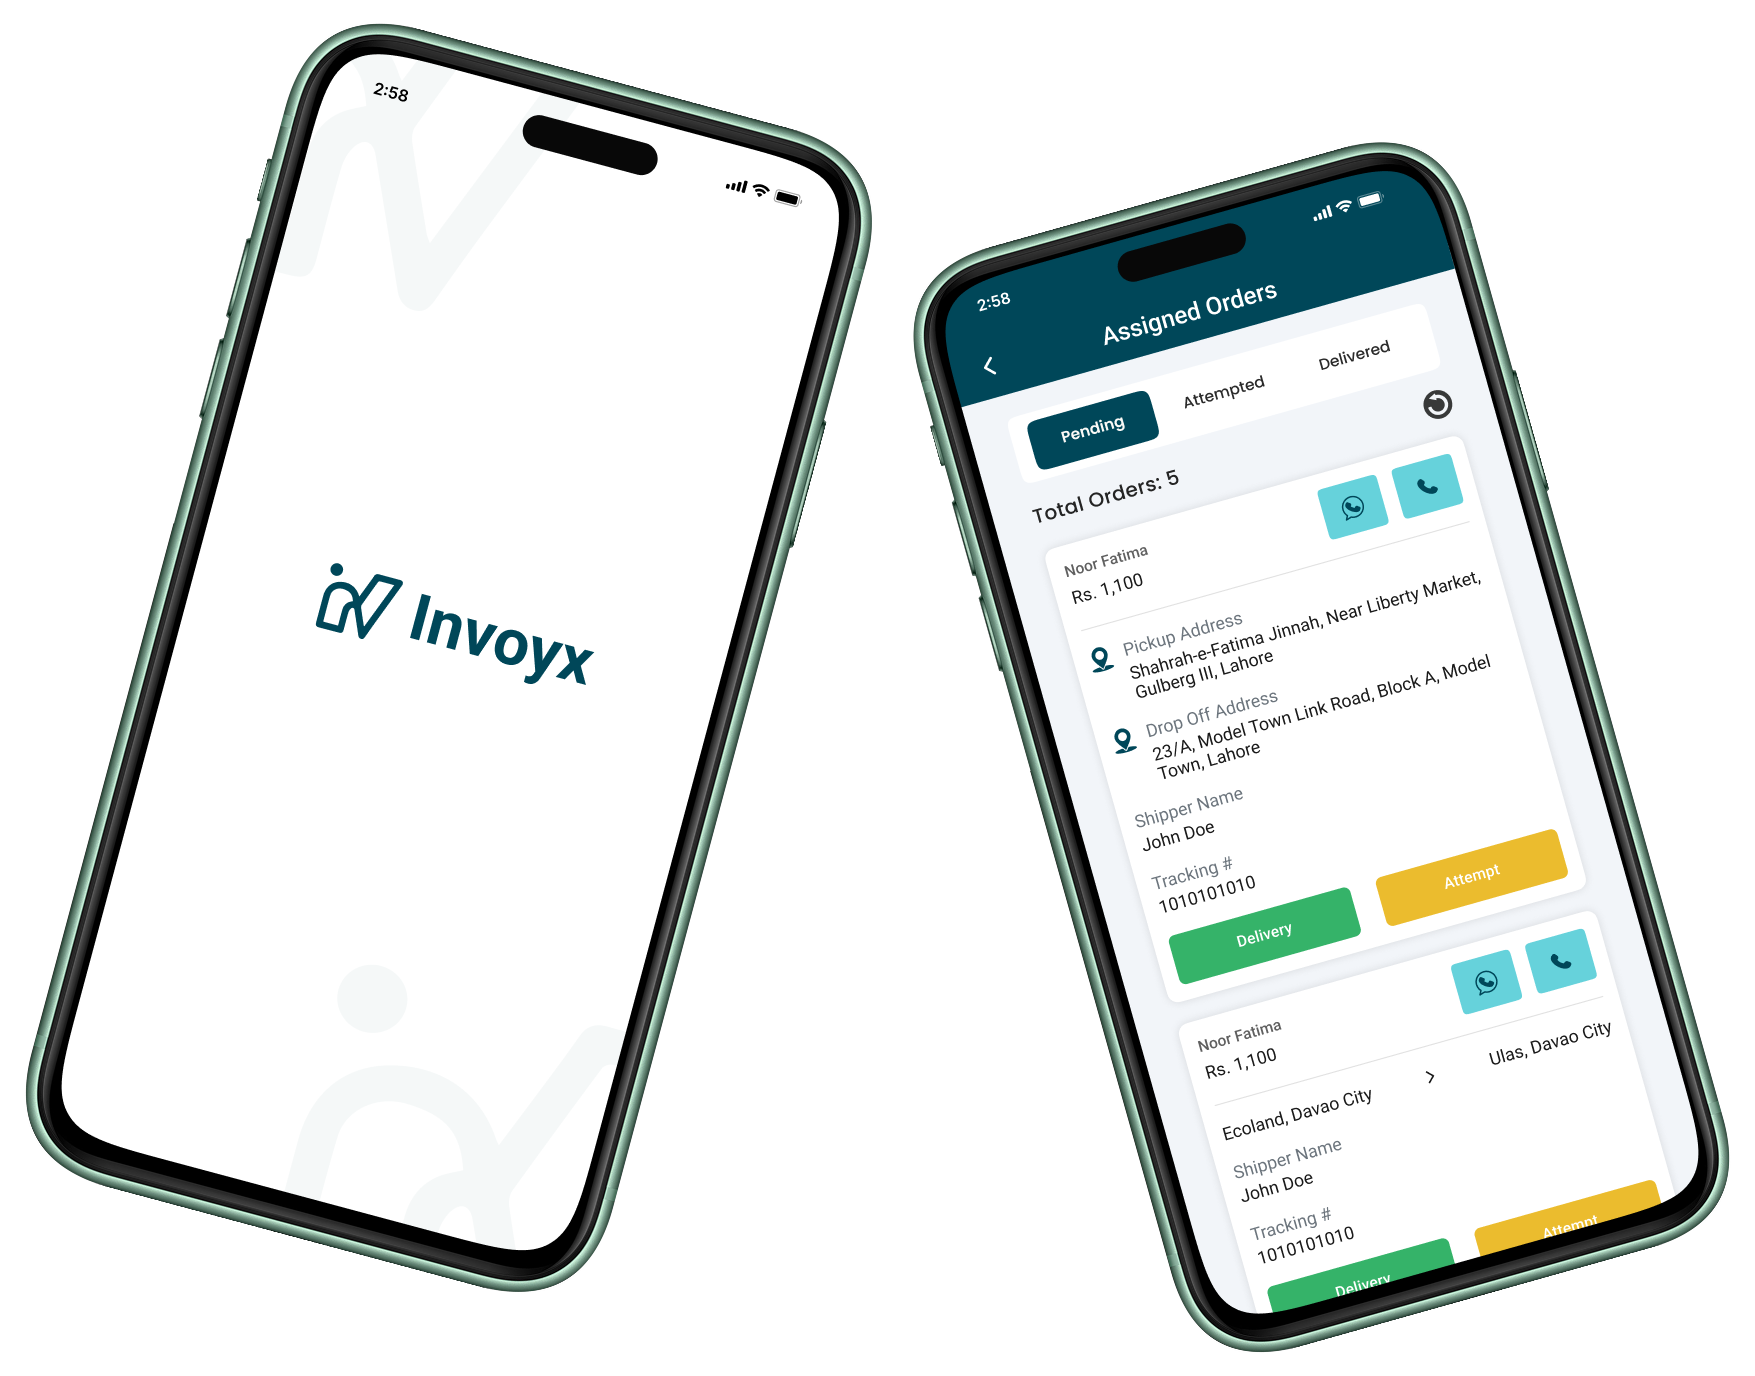 2:58
Invoyx
2:58
Assigned Orders
Pending
Attempted
Delivered
Total Orders: 5
Noor Fatima
Rs. 1,100
Pickup Address
Shahrah-e-Fatima Jinnah, Near Liberty Market,
Gulberg III, Lahore
Drop Off Address
23/A, Model Town Link Road, Block A, Model
Town, Lahore
Shipper Name
John Doe
Tracking #
1010101010
Delivery
Attempt
Noor Fatima
Rs. 1,100
Ecoland, Davao City
Ulas, Davao City
Shipper Name
John Doe
Tracking #
1010101010
Delivery
Attempt